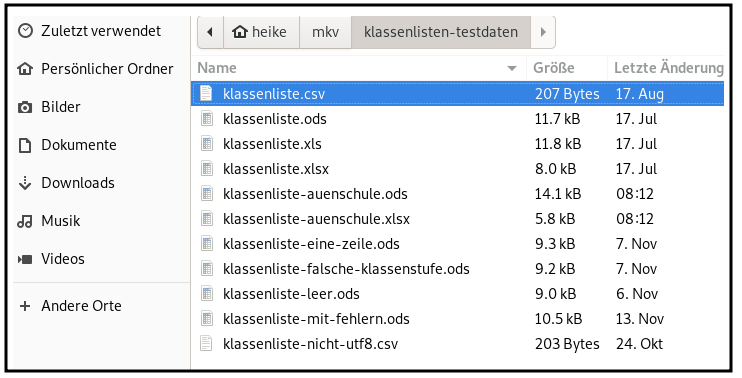 Zuletzt verwendet
Persönlicher Ordner
Bilder
Dokumente
Downloads
Musik
Videos
Andere Orte
heike mkv klassenlisten-testdaten
Name Größe Letzte Änderung
klassenliste.csv 207 Bytes 17. Aug
klassenliste.ods 11.7 kB 17. Jul
klassenliste.xls 11.8 kB 17. Jul
klassenliste.xlsx 8.0 kB 17. Jul
klassenliste-auenschule.ods 14.1 kB 08:12
klassenliste-auenschule.xlsx 5.8 kB 08:12
klassenliste-eine-zeile.ods 9.3 kB 7. Nov
klassenliste-falsche-klassenstufe.ods 9.2 kB 7. Nov
klassenliste-leer.ods 9.0 kB 6. Nov
klassenliste-mit-fehlern.ods 10.5 kB 13. Nov
klassenliste-nicht-utf8.csv 203 Bytes 24. Okt